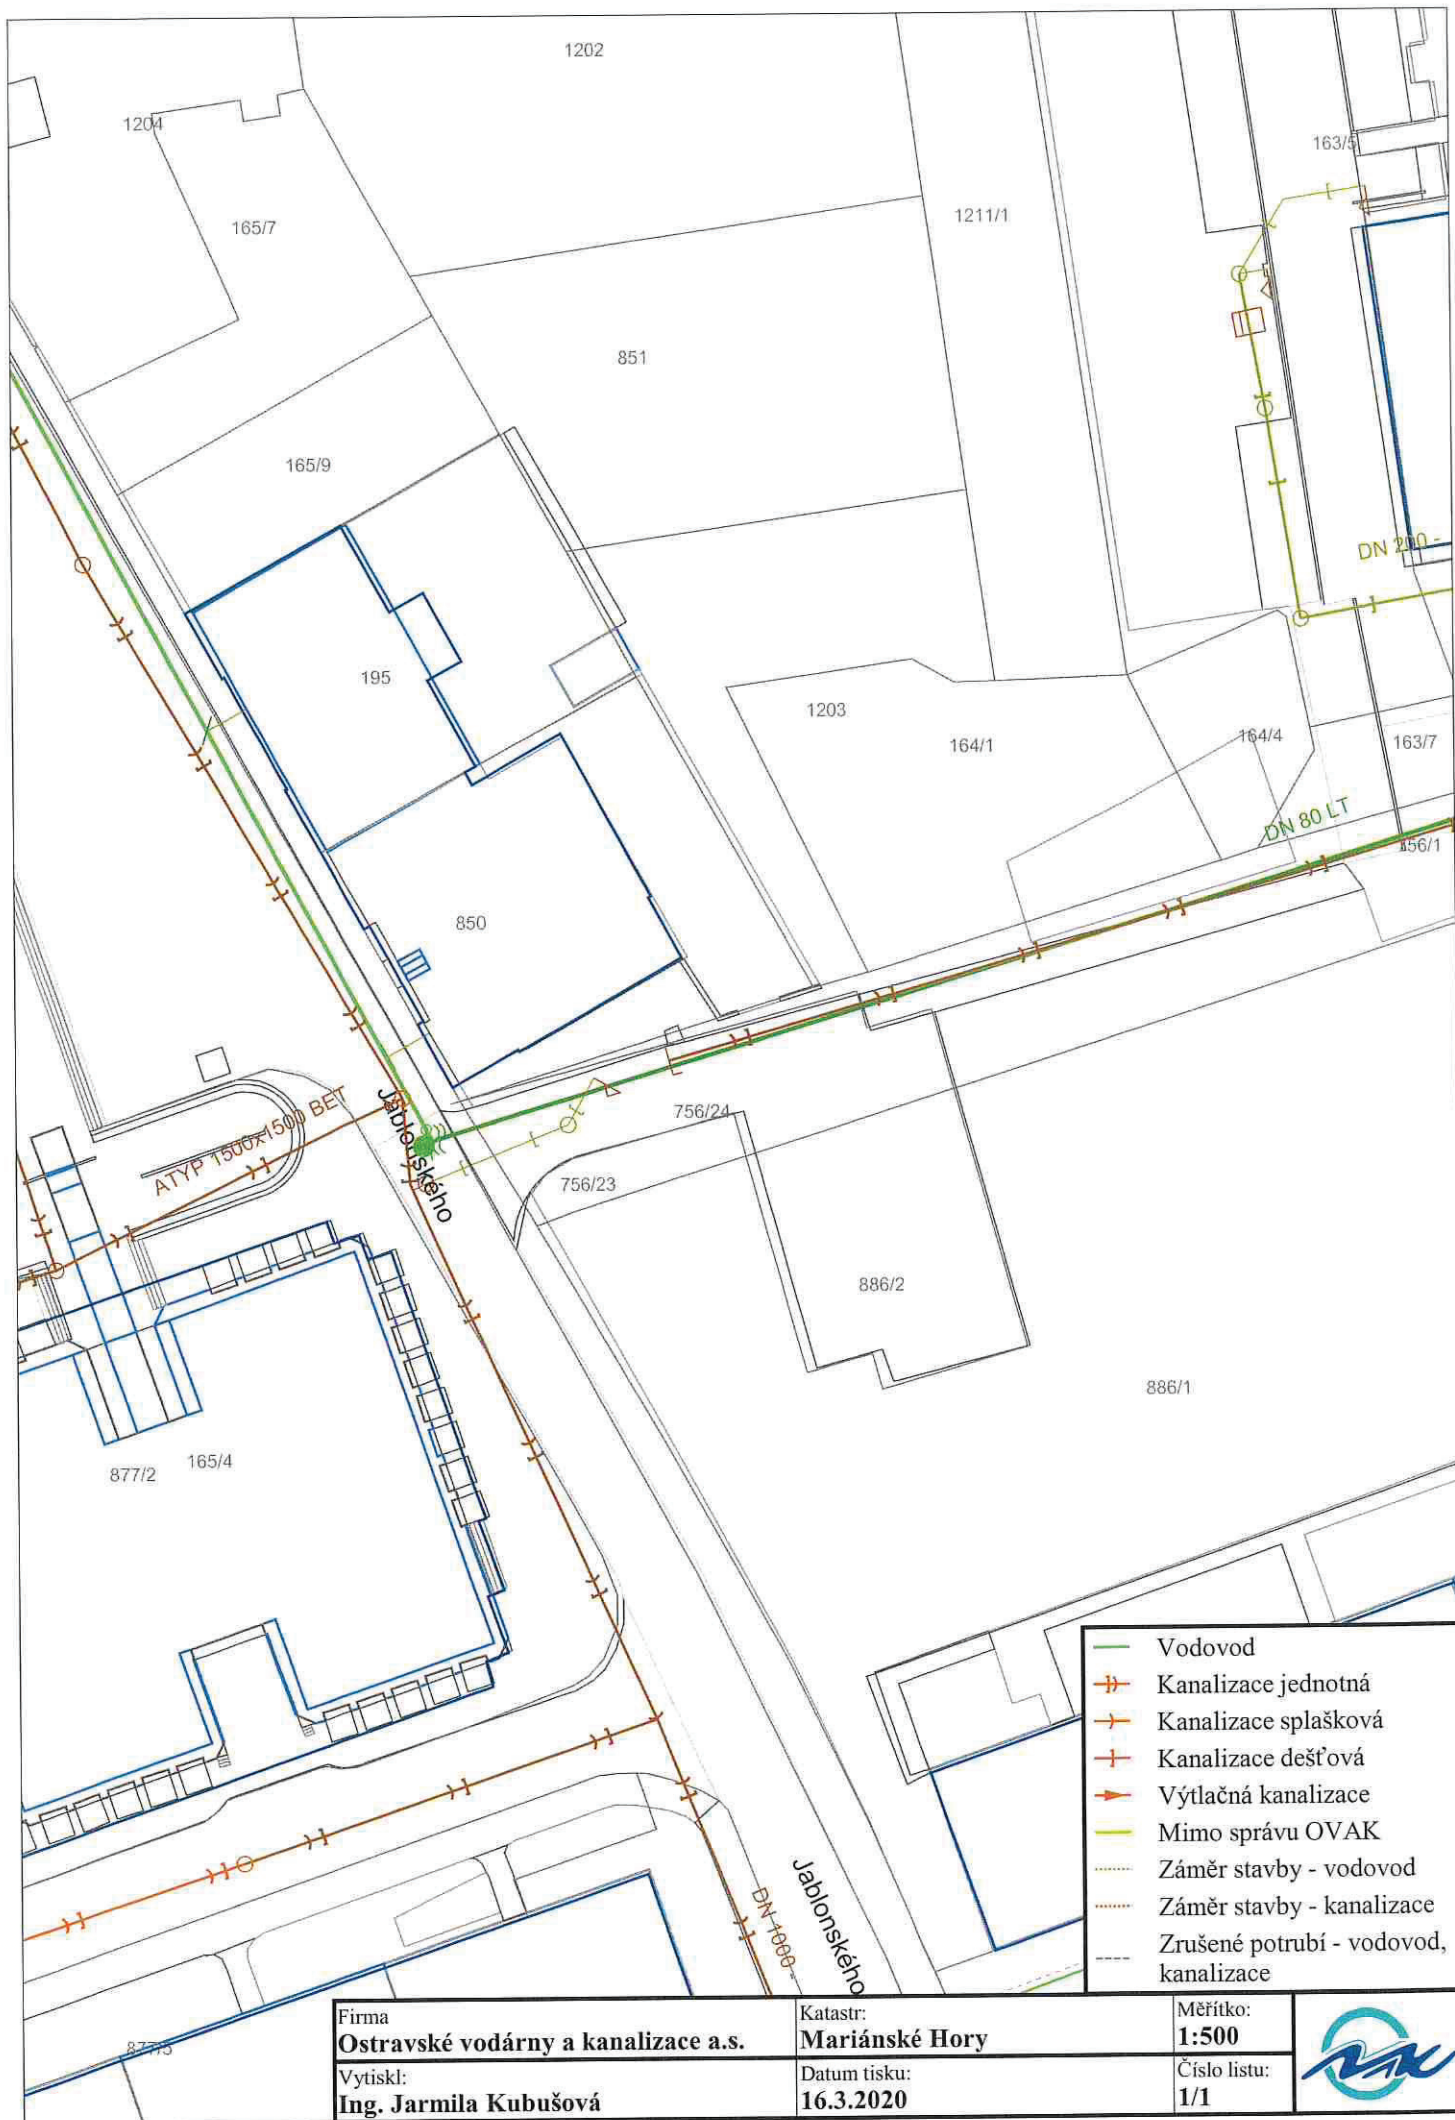 1202
1204
163/5
165/7
1211/1
851
165/9
DN 200 -
195
1203
164/1
164/4
163/7
DN 80 LT
850
Jablonského
756/24
ATYP 1500x1500 BET
756/23
886/2
886/1
877/2
165/4
Vodovod
Kanalizace jednotná
Kanalizace splašková
Kanalizace dešťová
Výtlačná kanalizace
Mimo správu OVAK
Záměr stavby - vodovod
Záměr stavby - kanalizace
Zrušené potrubí - vodovod,
kanalizace
DN 1000 -
Jablonského
Firma
Ostravské vodárny a kanalizace a.s.
Katastr:
Mariánské Hory
Měřítko:
1:500
Vytiskl:
Ing. Jarmila Kubušová
Datum tisku:
16.3.2020
Číslo listu:
1/1